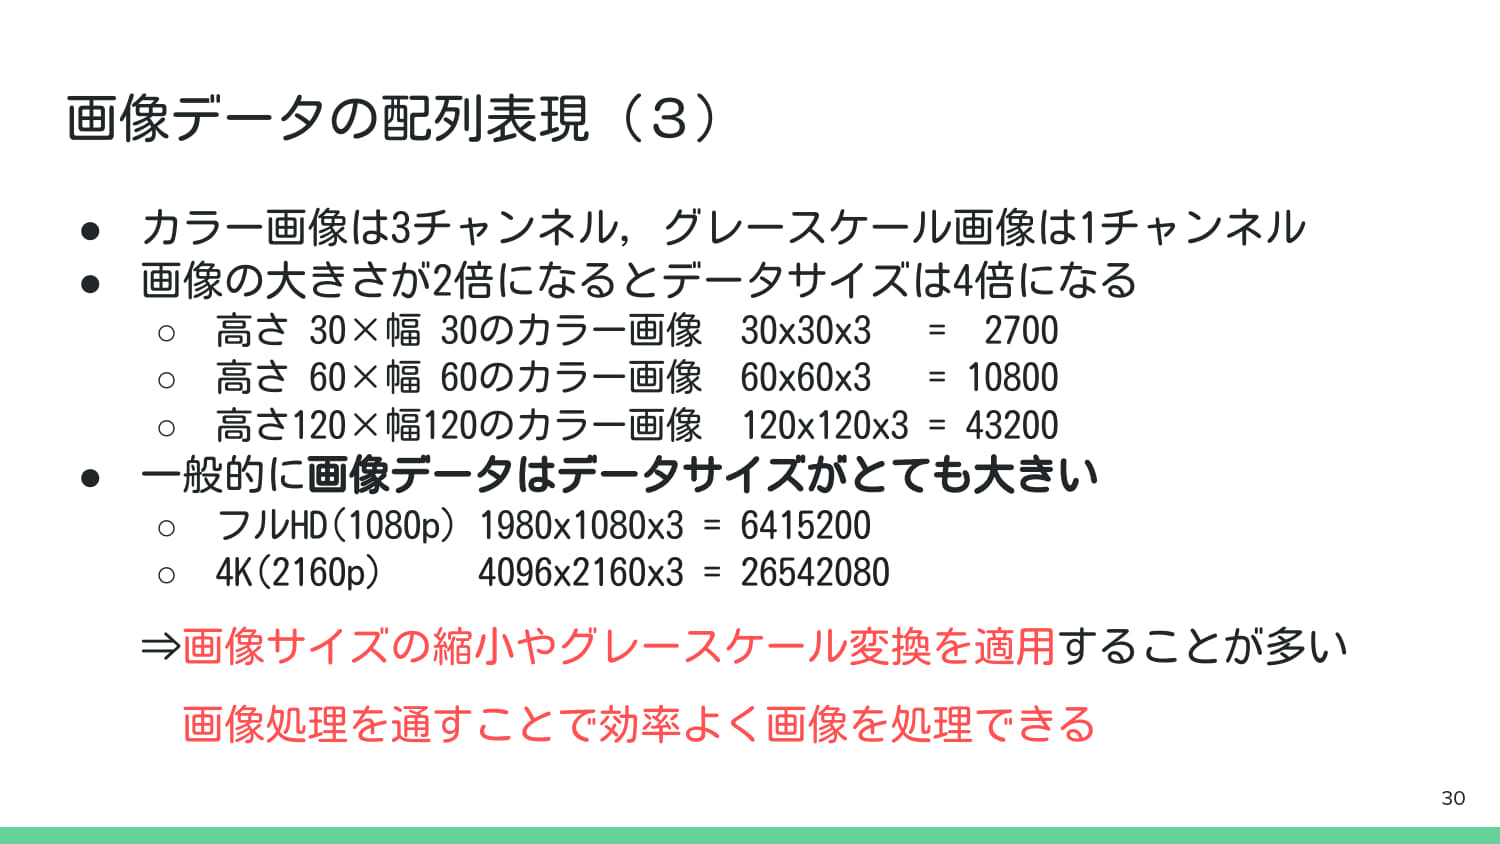 画像データの配列表現（３）
● カラー画像は3チャンネル，グレースケール画像は1チャンネル
● 画像の大きさが2倍になるとデータサイズは4倍になる
○ 高さ 30×幅 30のカラー画像 30x30x3 = 2700
○ 高さ 60×幅 60のカラー画像 60x60x3 = 10800
○ 高さ120×幅120のカラー画像 120x120x3 = 43200
● 一般的に画像データはデータサイズがとても大きい
○ フルHD(1080p) 1980x1080x3 = 6415200
○ 4K(2160p) 4096x2160x3 = 26542080
⇒画像サイズの縮小やグレースケール変換を適用することが多い
画像処理を通すことで効率よく画像を処理できる
30